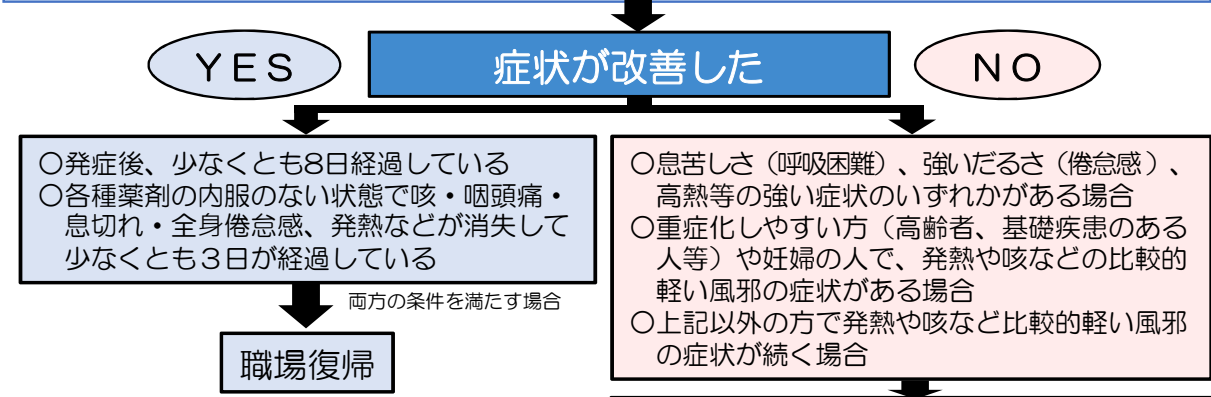 YES
症状が改善した
NO
〇発症後、少なくとも8日経過している
〇各種薬剤の内服のない状態で咳・咽頭痛・
息切れ・全身倦怠感、発熱などが消失して
少なくとも３日が経過している
両方の条件を満たす場合
職場復帰
〇息苦しさ（呼吸困難）、強いだるさ（倦怠感）、
高熱等の強い症状のいずれかがある場合
〇重症化しやすい方（高齢者、基礎疾患のある
人等）や妊婦の人で、発熱や咳などの比較的
軽い風邪の症状がある場合
〇上記以外の方で発熱や咳など比較的軽い風邪
の症状が続く場合